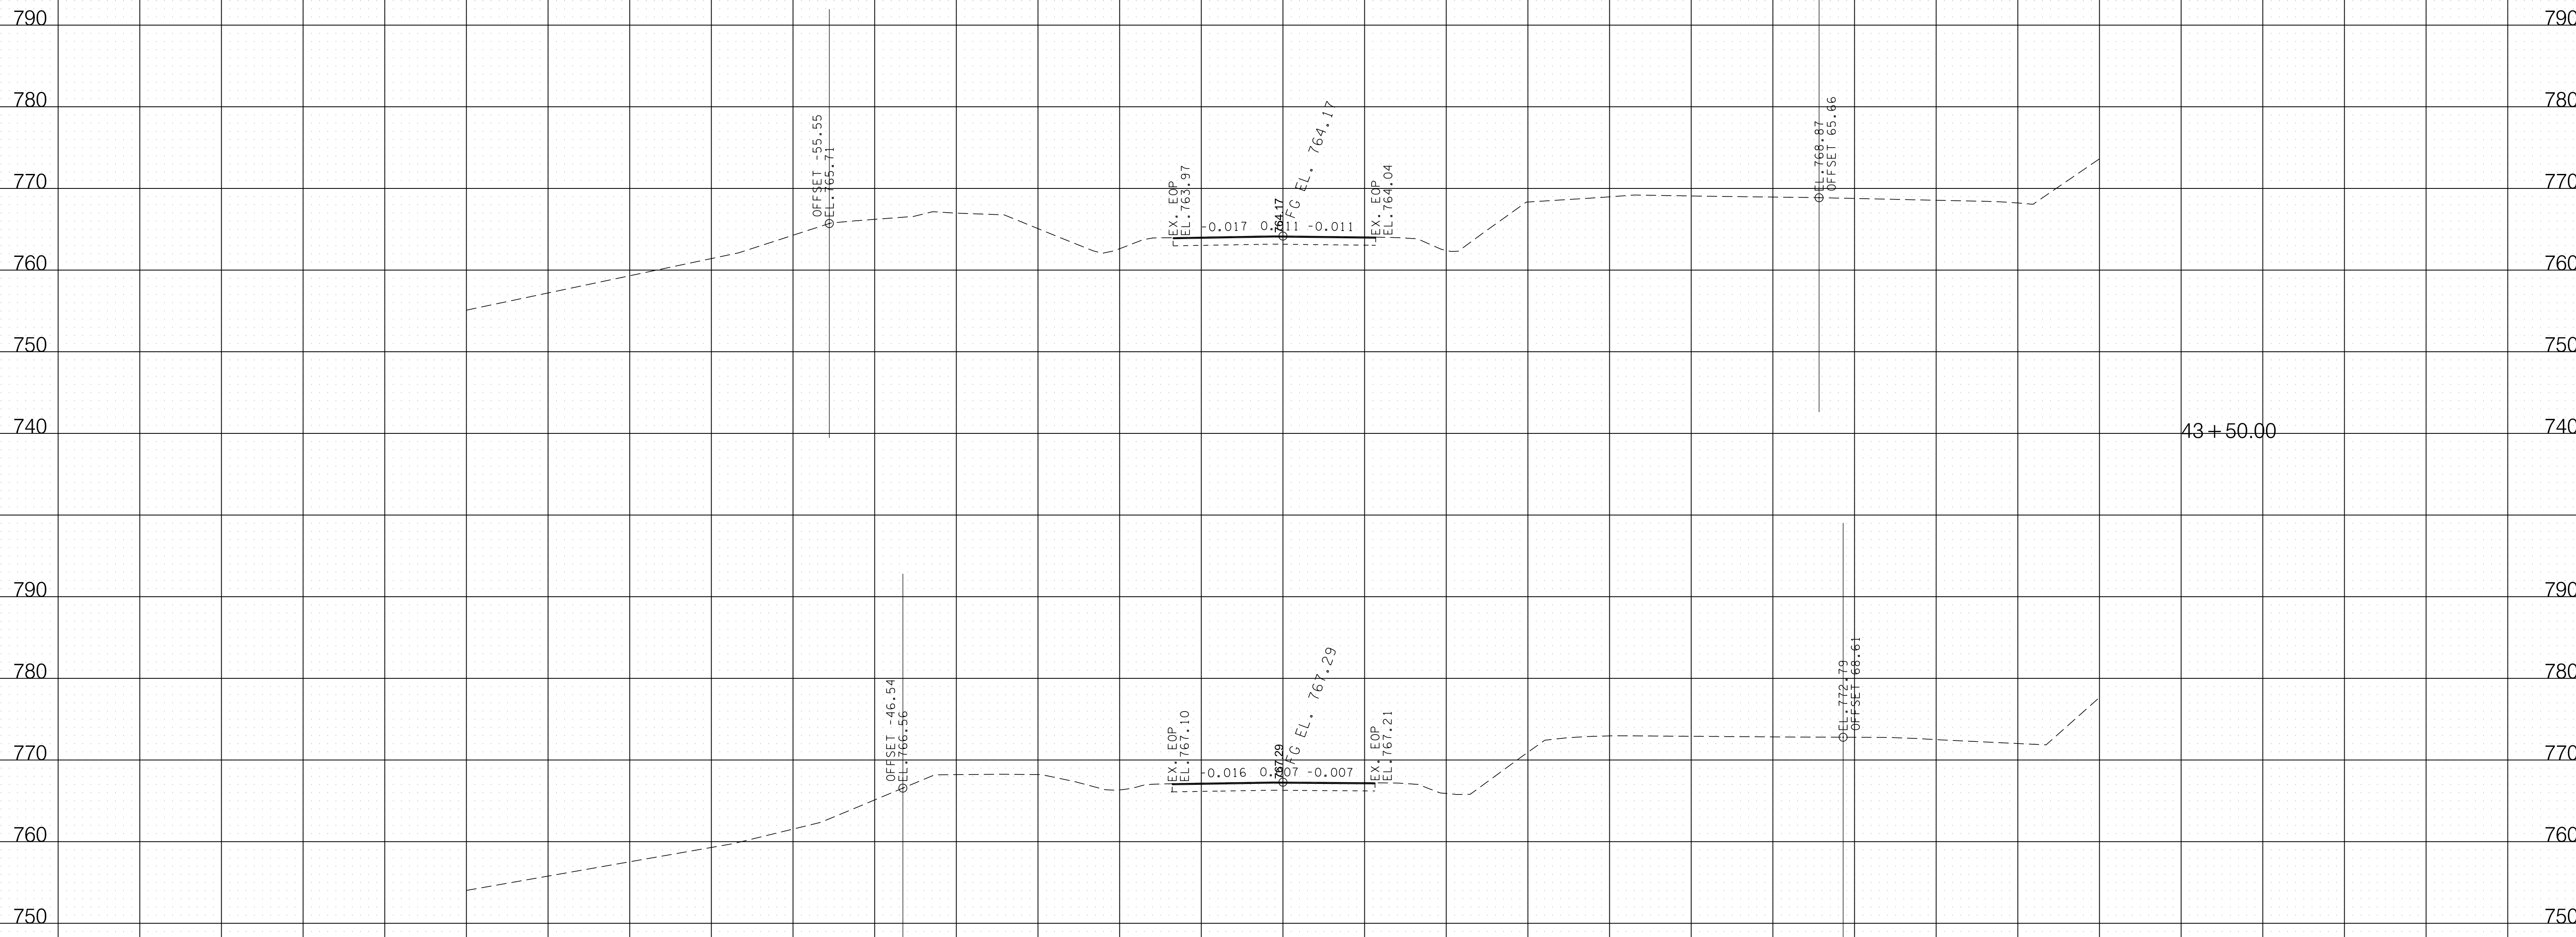 790 790
780 780
770 770
760 760
750 750
740 740
OFFSET -55.55
EL.765.71
EX. EOP
EL.763.97
-0.017
764.17
FG EL. 764.17
-0.011
EX. EOP
EL.764.04
EL.768.87
OFFSET 65.66
43+50.00
790 790
780 780
770 770
760 760
750 750
OFFSET -46.54
EL.766.56
EX. EOP
EL.767.10
-0.016
767.29
FG EL. 767.29
-0.007
EX. EOP
EL.767.21
EL.772.79
OFFSET 68.61